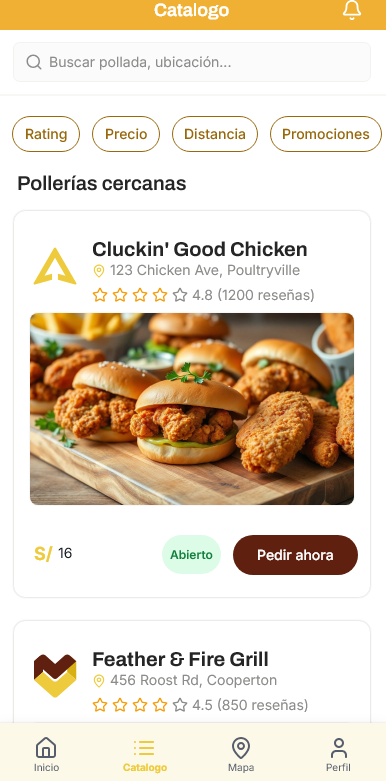 Catalogo
Buscar pollada, ubicación...
Rating Precio Distancia Promociones
Pollerías cercanas
Cluckin' Good Chicken
123 Chicken Ave, Poultryville
4.8 (1200 reseñas)
S/ 16 Abierto Pedir ahora
Feather & Fire Grill
456 Roost Rd, Cooperton
4.5 (850 reseñas)
Inicio Catalogo Mapa Perfil